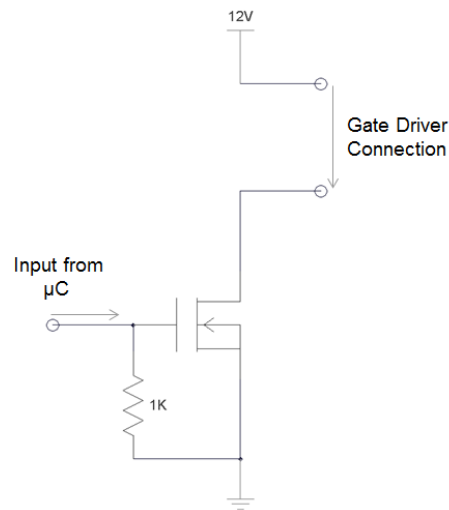 12V
Gate Driver
Connection
Input from
µC
1K